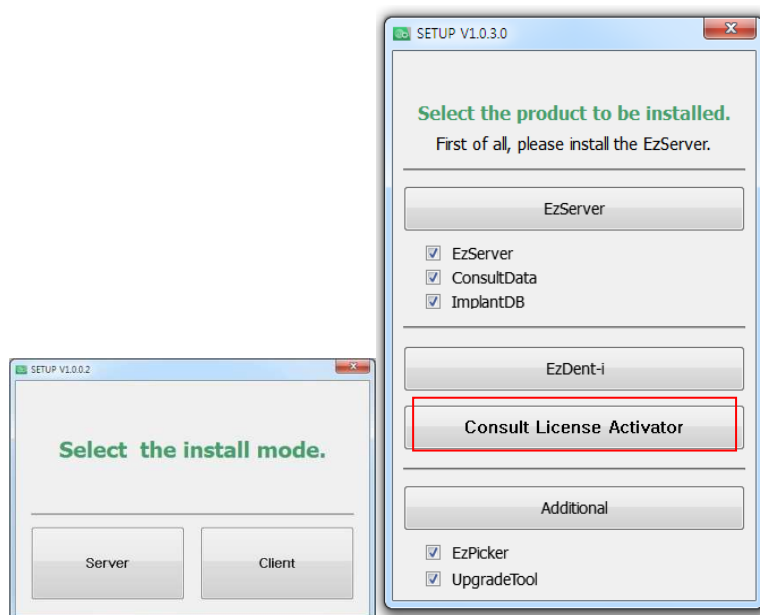 SETUP V1.0.0.2
Select the install mode.
Server
Client
SETUP V1.0.3.0
Select the product to be installed.
First of all, please install the EzServer.
EzServer
EzServer
ConsultData
ImplantDB
EzDent-i
Consult License Activator
Additional
EzPicker
UpgradeTool